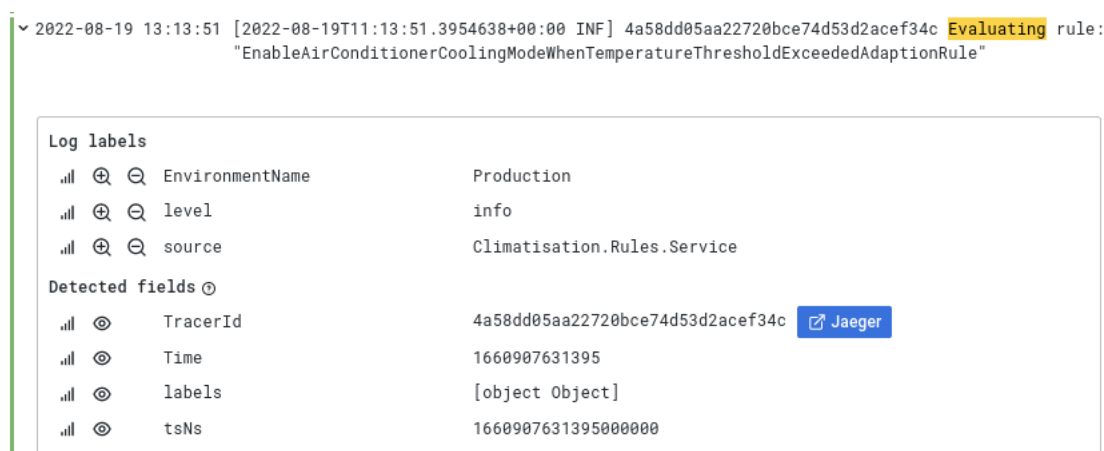 2022-08-19 13:13:51 [2022-08-19T11:13:51.3954638+00:00 INF] 4a58dd05aa22720bce74d53d2acef34c Evaluating rule:
"EnableAirConditionerCoolingModeWhenTemperatureThresholdExceededAdaptionRule"
Log labels
EnvironmentName Production
level info
source Climatisation.Rules.Service
Detected fields
TracerId 4a58dd05aa22720bce74d53d2acef34c Jaeger
Time 1660907631395
labels [object Object]
tsNs 1660907631395000000